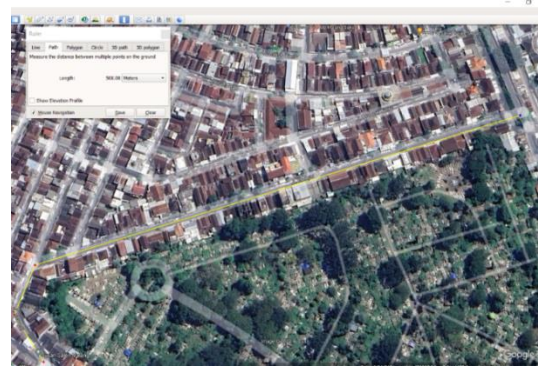 Ruler
Line Path Polygon Circle 3D path 3D polygon
Measure the distance between multiple points on the ground
Length: Meters
Show Elevation Profile
Mouse Navigation Save Close
Google